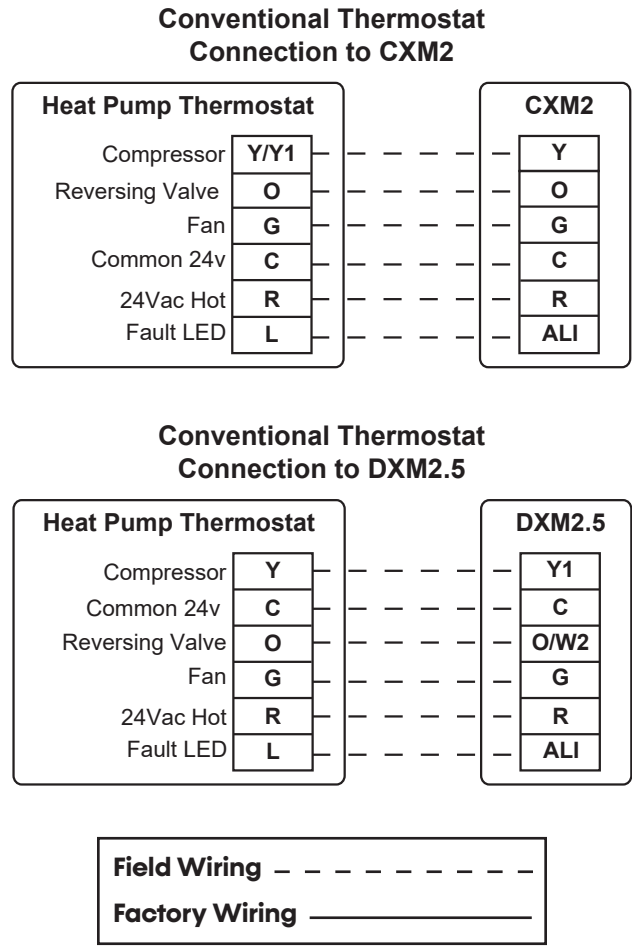 Conventional Thermostat
Connection to CXM2
Heat Pump Thermostat CXM2
Compressor Y/Y1 Y
Reversing Valve O O
Fan G G
Common 24v C C
24Vac Hot R R
Fault LED L ALI
Conventional Thermostat
Connection to DXM2.5
Heat Pump Thermostat DXM2.5
Compressor Y Y1
Common 24v C C
Reversing Valve O O/W2
Fan G G
24Vac Hot R R
Fault LED L ALI
Field Wiring
Factory Wiring